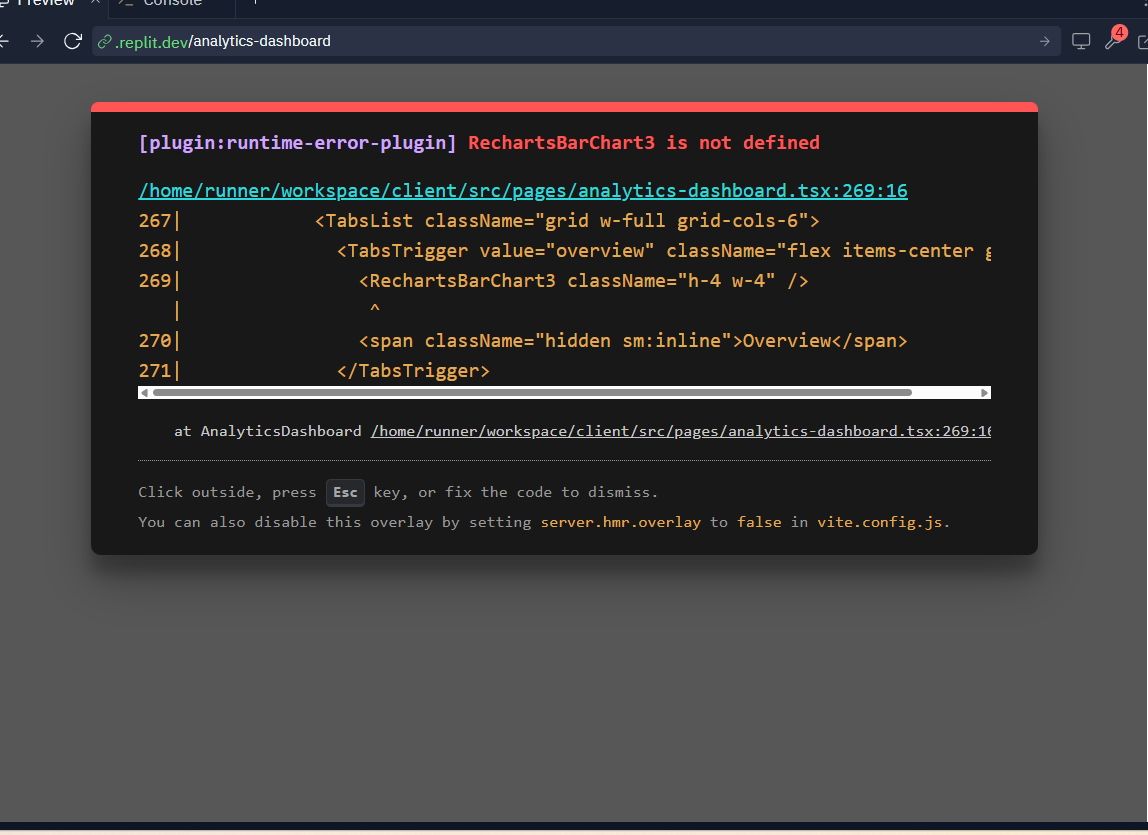 Preview
Console
.replit.dev/analytics-dashboard
4
[plugin:runtime-error-plugin] RechartsBarChart3 is not defined
/home/runner/workspace/client/src/pages/analytics-dashboard.tsx:269:16
267|            <TabsList className="grid w-full grid-cols-6">
268|              <TabsTrigger value="overview" className="flex items-center g
269|                <RechartsBarChart3 className="h-4 w-4" />
|                 ^
270|                <span className="hidden sm:inline">Overview</span>
271|              </TabsTrigger>
at AnalyticsDashboard /home/runner/workspace/client/src/pages/analytics-dashboard.tsx:269:16
Click outside, press Esc key, or fix the code to dismiss.
You can also disable this overlay by setting server.hmr.overlay to false in vite.config.js.